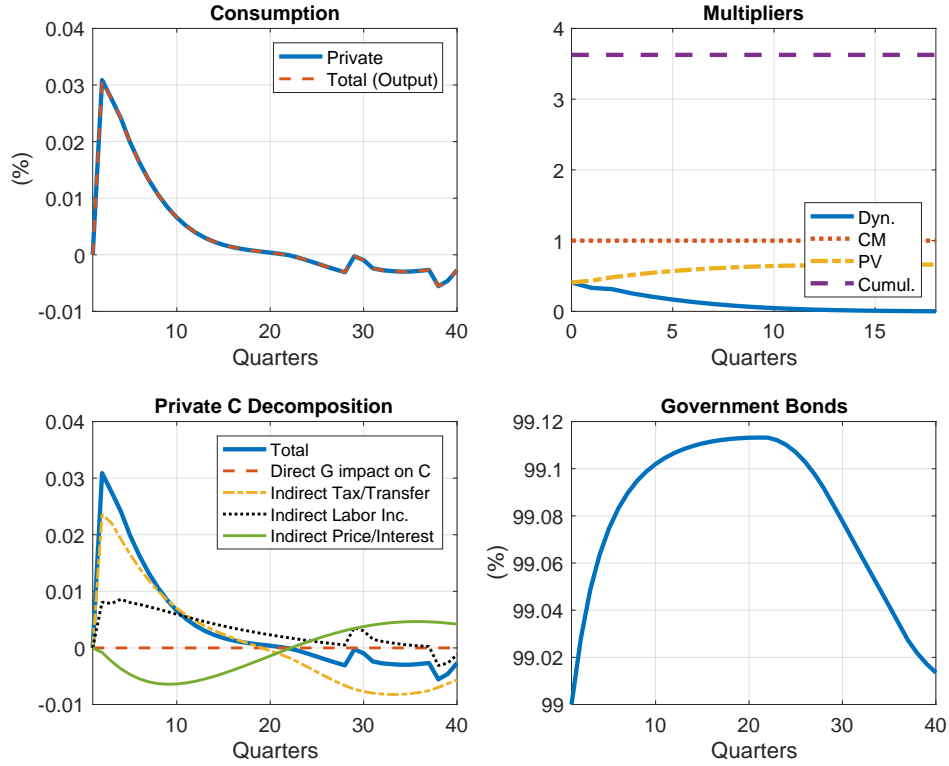 Consumption
0.04
0.03
0.02
0.01
0
-0.01
(%)
10
20
30
40
Quarters
Private
Total (Output)
Multipliers
4
3
2
1
0
0
5
10
15
Quarters
Dyn.
CM
PV
Cumul.
Private C Decomposition
0.04
0.03
0.02
0.01
0
-0.01
10
20
30
40
Quarters
Total
Direct G impact on C
Indirect Tax/Transfer
Indirect Labor Inc.
Indirect Price/Interest
Government Bonds
99.12
99.1
99.08
99.06
99.04
99.02
99
(%)
10
20
30
40
Quarters